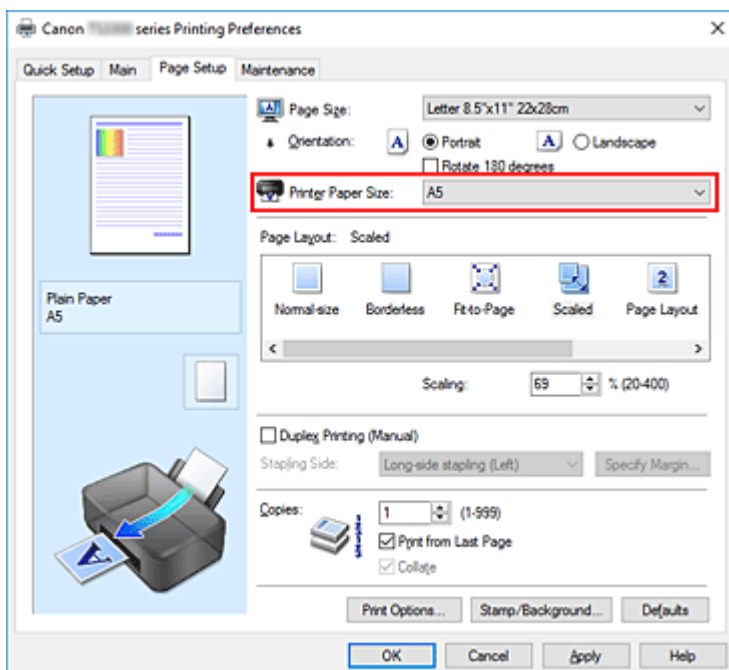 Canon series Printing Preferences
Quick Setup Main Page Setup Maintenance
Page Size: Letter 8.5"x11" 22x28cm
Orientation: A Portrait A Landscape
Rotate 180 degrees
Printer Paper Size: A5
Page Layout: Scaled
Normal-size Borderless Fit-to-Page Scaled Page Layout
Plain Paper
A5
Scaling: 69 % (20-400)
Duplex Printing (Manual)
Stapling Side: Long-side stapling (Left) Specify Margin...
Copies: 1 (1-999)
Print from Last Page
Collate
Print Options... Stamp/Background... Defaults
OK Cancel Apply Help